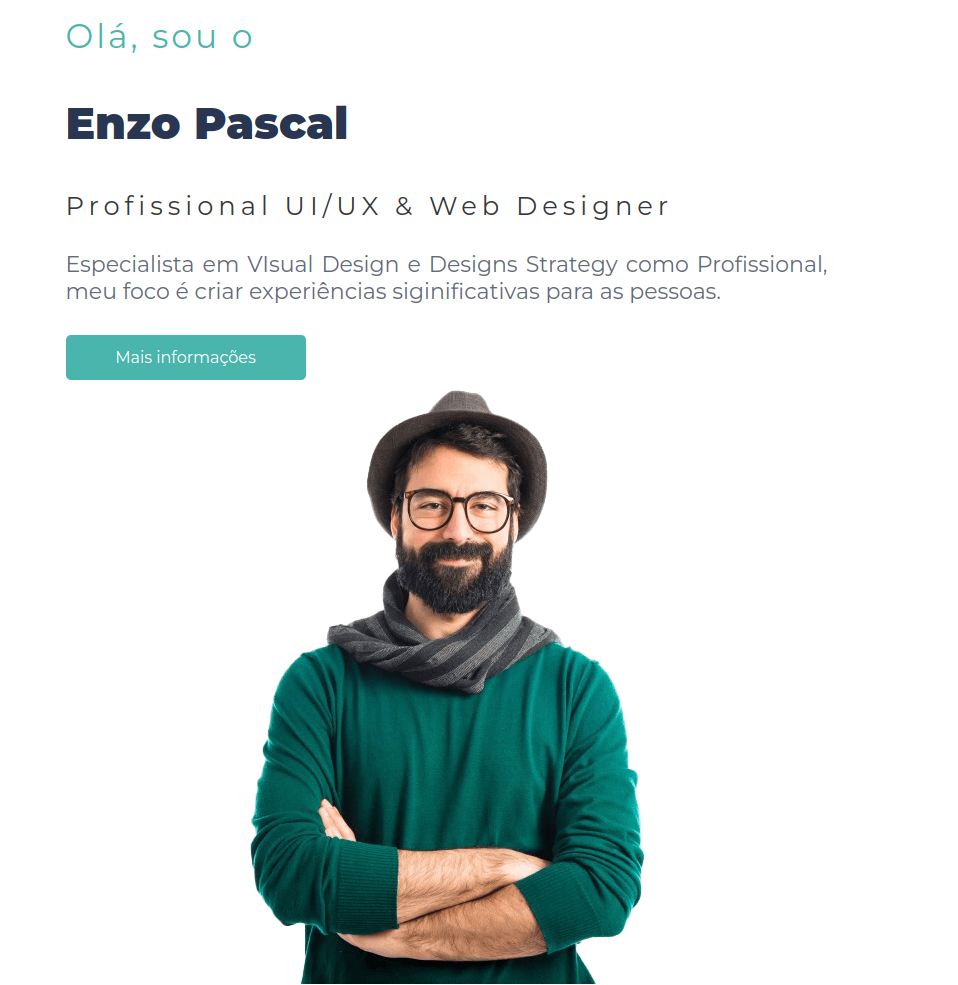 Olá, sou o
Enzo Pascal
Profissional UI/UX & Web Designer
Especialista em VIsual Design e Designs Strategy como Profissional,
meu foco é criar experiências siginificativas para as pessoas.
Mais informações